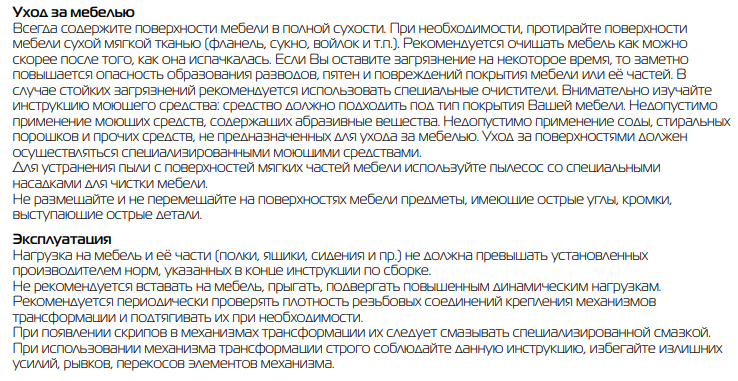 Уход за мебелью
Всегда содержите поверхности мебели в полной сухости. При необходимости, протирайте поверхности
мебели сухой мягкой тканью (фланель, сукно, войлок и т.п.). Рекомендуется очищать мебель как можно
скорее после того, как она испачкалась. Если Вы оставите загрязнение на некоторое время, то заметно
повышается опасность образования разводов, пятен и повреждений покрытия мебели или её частей. В
случае стойких загрязнений рекомендуется использовать специальные очистители. Внимательно изучайте
инструкцию моющего средства: средство должно подходить под тип покрытия Вашей мебели. Недопустимо
применение моющих средств, содержащих абразивные вещества. Недопустимо применение соды, стиральных
порошков и прочих средств, не предназначенных для ухода за мебелью. Уход за поверхностями должен
осуществляться специализированными моющими средствами.
Для устранения пыли с поверхностей мягких частей мебели используйте пылесос со специальными
насадками для чистки мебели.
Не размещайте и не перемещайте на поверхностях мебели предметы, имеющие острые углы, кромки,
выступающие острые детали.
Эксплуатация
Нагрузка на мебель и её части (полки, ящики, сидения и пр.) не должна превышать установленных
производителем норм, указанных в конце инструкции по сборке.
Не рекомендуется вставать на мебель, прыгать, подвергать повышенным динамическим нагрузкам.
Рекомендуется периодически проверять плотность резьбовых соединений крепления механизмов
трансформации и подтягивать их при необходимости.
При появлении скрипов в механизмах трансформации их следует смазывать специализированной смазкой.
При использовании механизма трансформации строго соблюдайте данную инструкцию, избегайте излишних
усилий, рывков, перекосов элементов механизма.